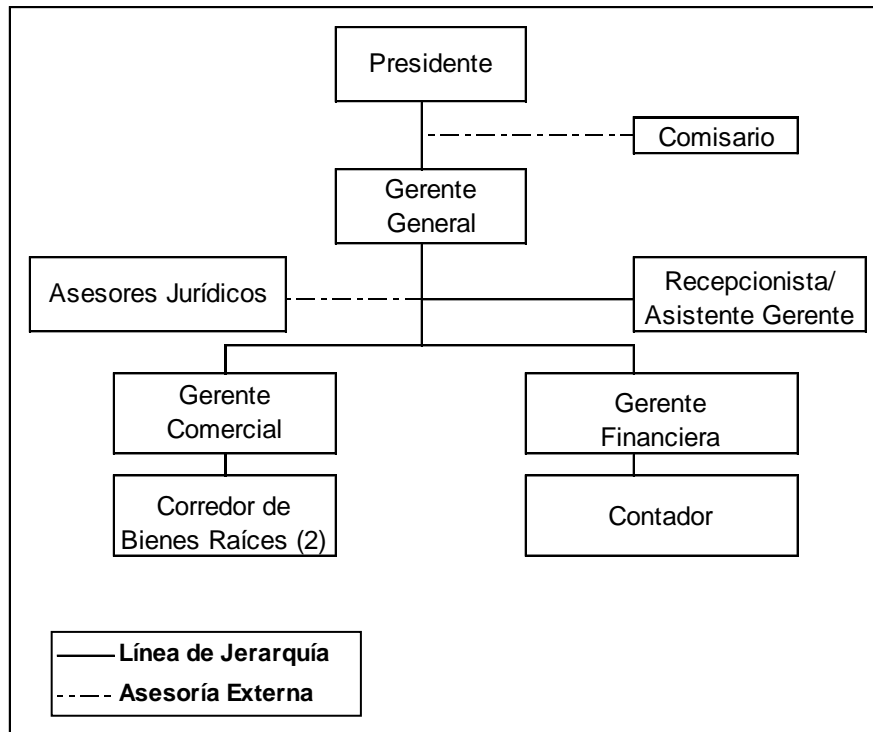 Presidente
Comisario
Gerente
General
Asesores Jurídicos
Recepcionista/
Asistente Gerente
Gerente
Comercial
Gerente
Financiera
Corredor de
Bienes Raíces (2)
Contador
Línea de Jerarquía
Asesoría Externa